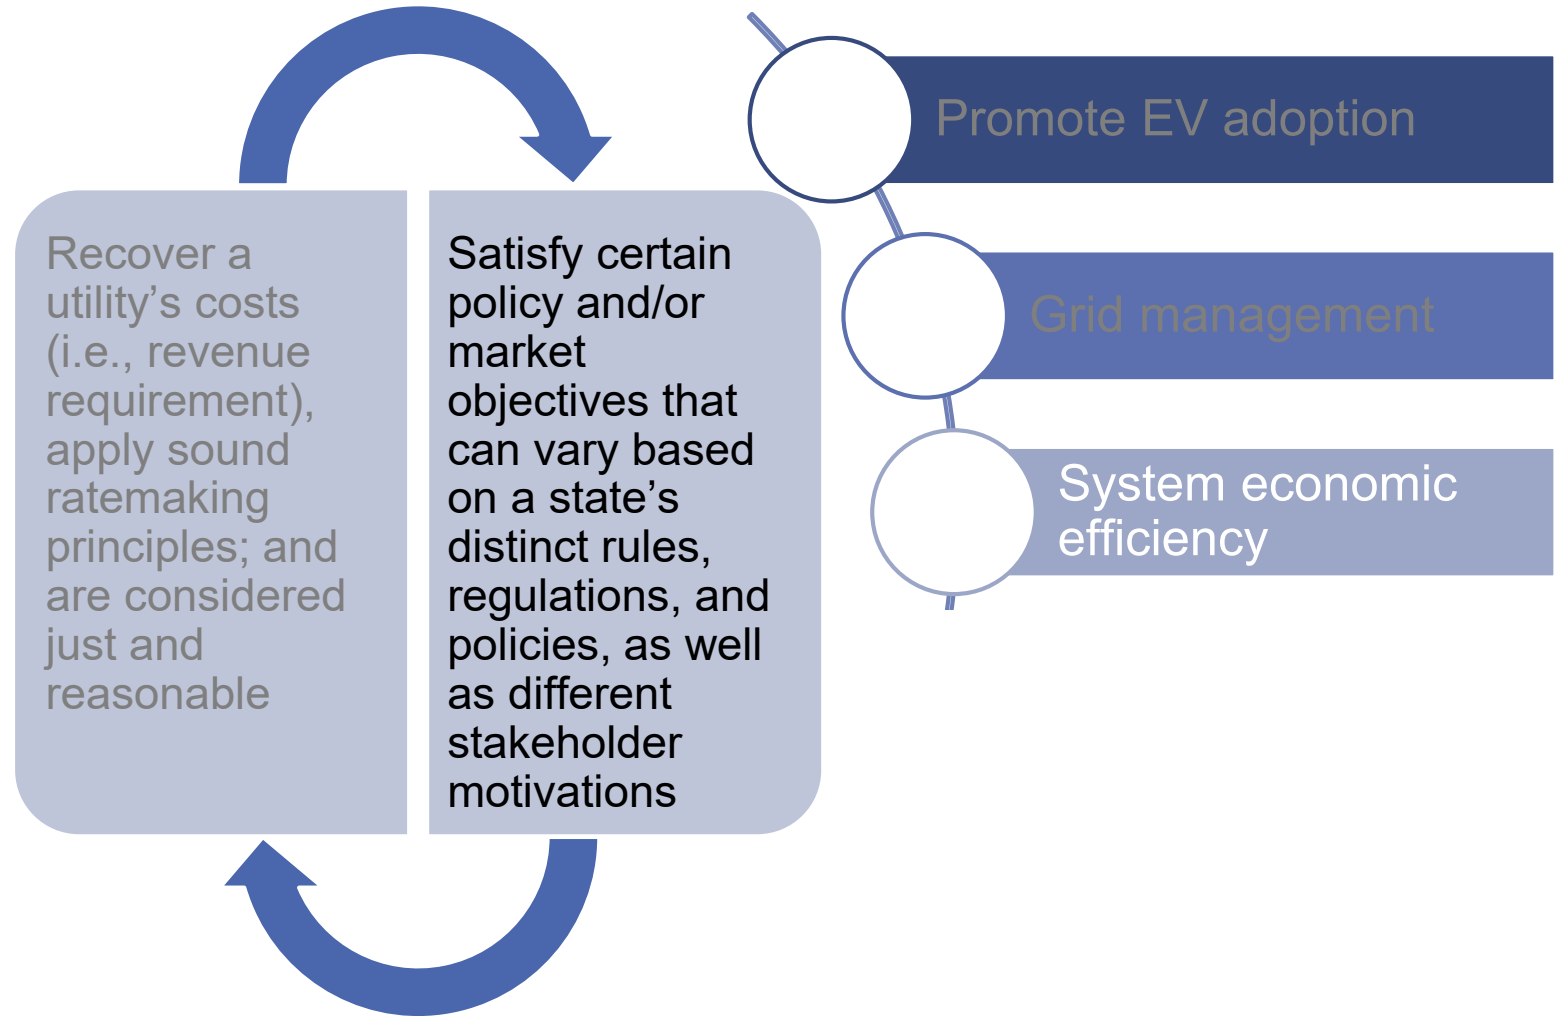 Recover a
utility’s costs
(i.e., revenue
requirement),
apply sound
ratemaking
principles; and
are considered
just and
reasonable
Satisfy certain
policy and/or
market
objectives that
can vary based
on a state’s
distinct rules,
regulations, and
policies, as well
as different
stakeholder
motivations
Promote EV adoption
Grid management
System economic
efficiency